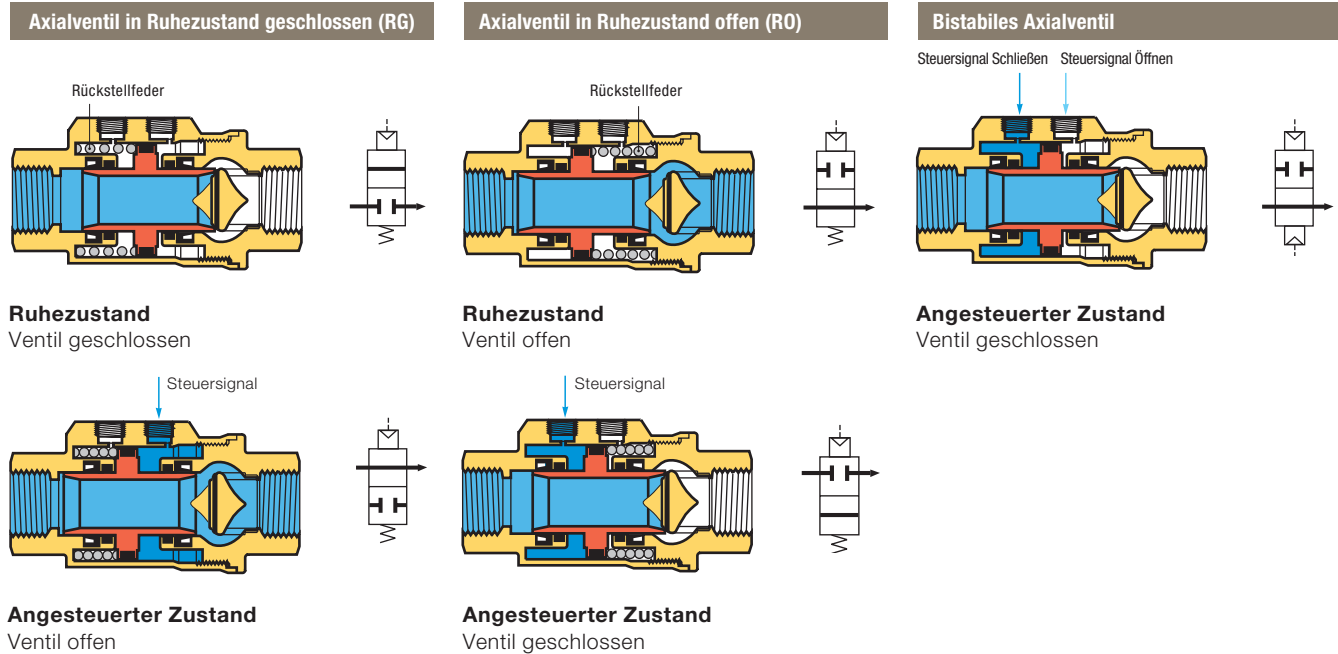 Axialventil in Ruhezustand geschlossen (RG)
Axialventil in Ruhezustand offen (RO)
Bistabiles Axialventil
Steuersignal Schließen
Steuersignal Öffnen
Rückstellfeder
Rückstellfeder
Ruhezustand
Ventil geschlossen
Ruhezustand
Ventil offen
Angesteuerter Zustand
Ventil geschlossen
Steuersignal
Steuersignal
Angesteuerter Zustand
Ventil offen
Angesteuerter Zustand
Ventil geschlossen